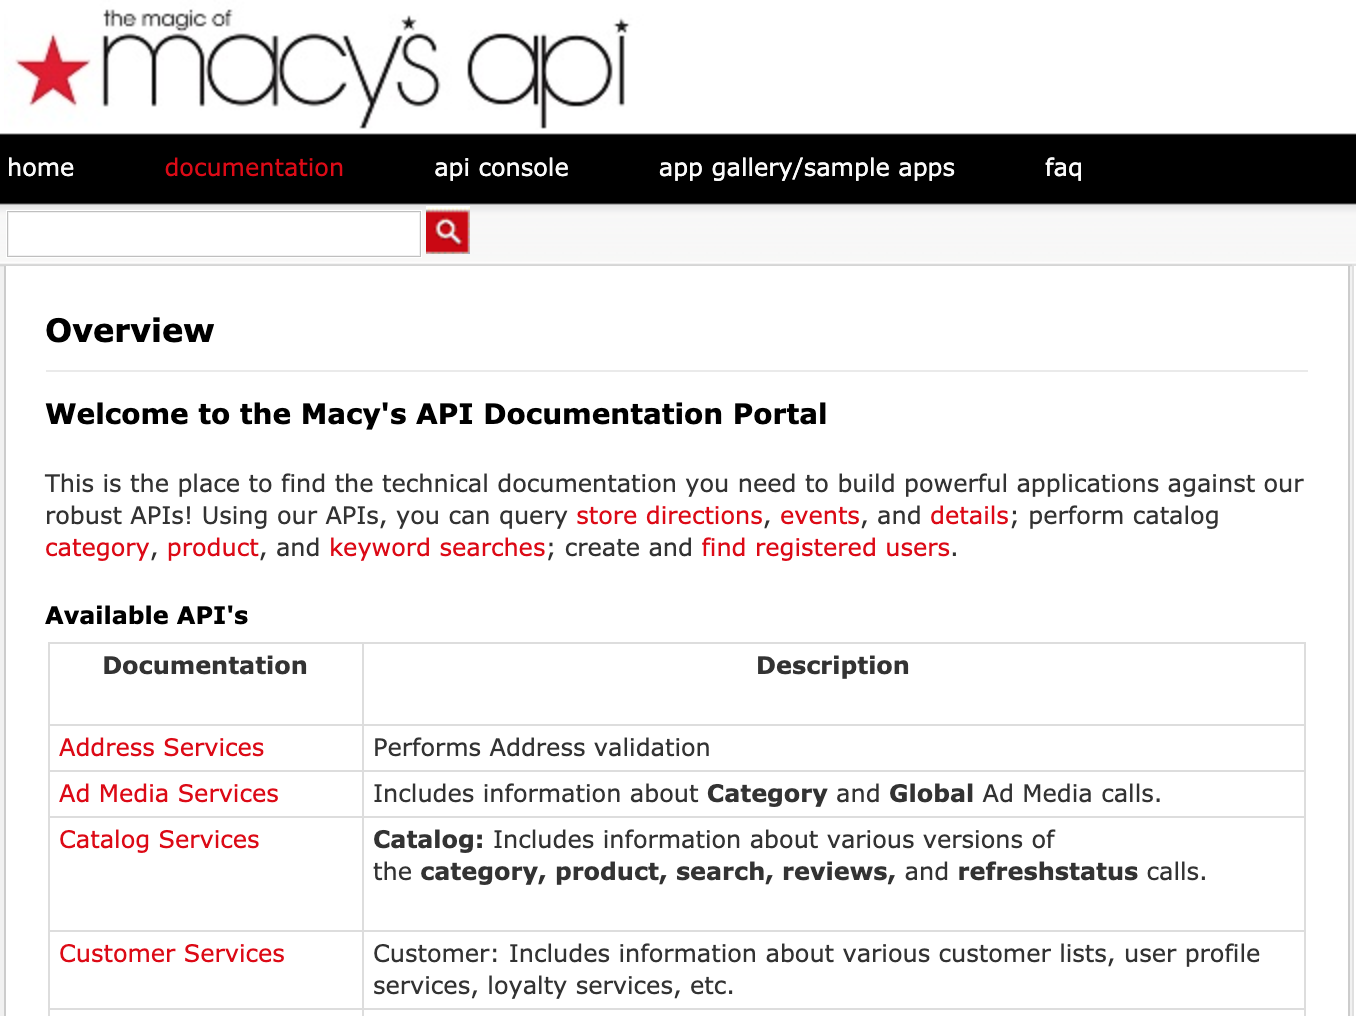 the magic of
macy's api
home documentation api console app gallery/sample apps faq
Overview
Welcome to the Macy's API Documentation Portal
This is the place to find the technical documentation you need to build powerful applications against our
robust APIs! Using our APIs, you can query store directions, events, and details; perform catalog
category, product, and keyword searches; create and find registered users.
Available API's
Documentation Description
Address Services Performs Address validation
Ad Media Services Includes information about Category and Global Ad Media calls.
Catalog Services Catalog: Includes information about various versions of
the category, product, search, reviews, and refreshstatus calls.
Customer Services Customer: Includes information about various customer lists, user profile
services, loyalty services, etc.